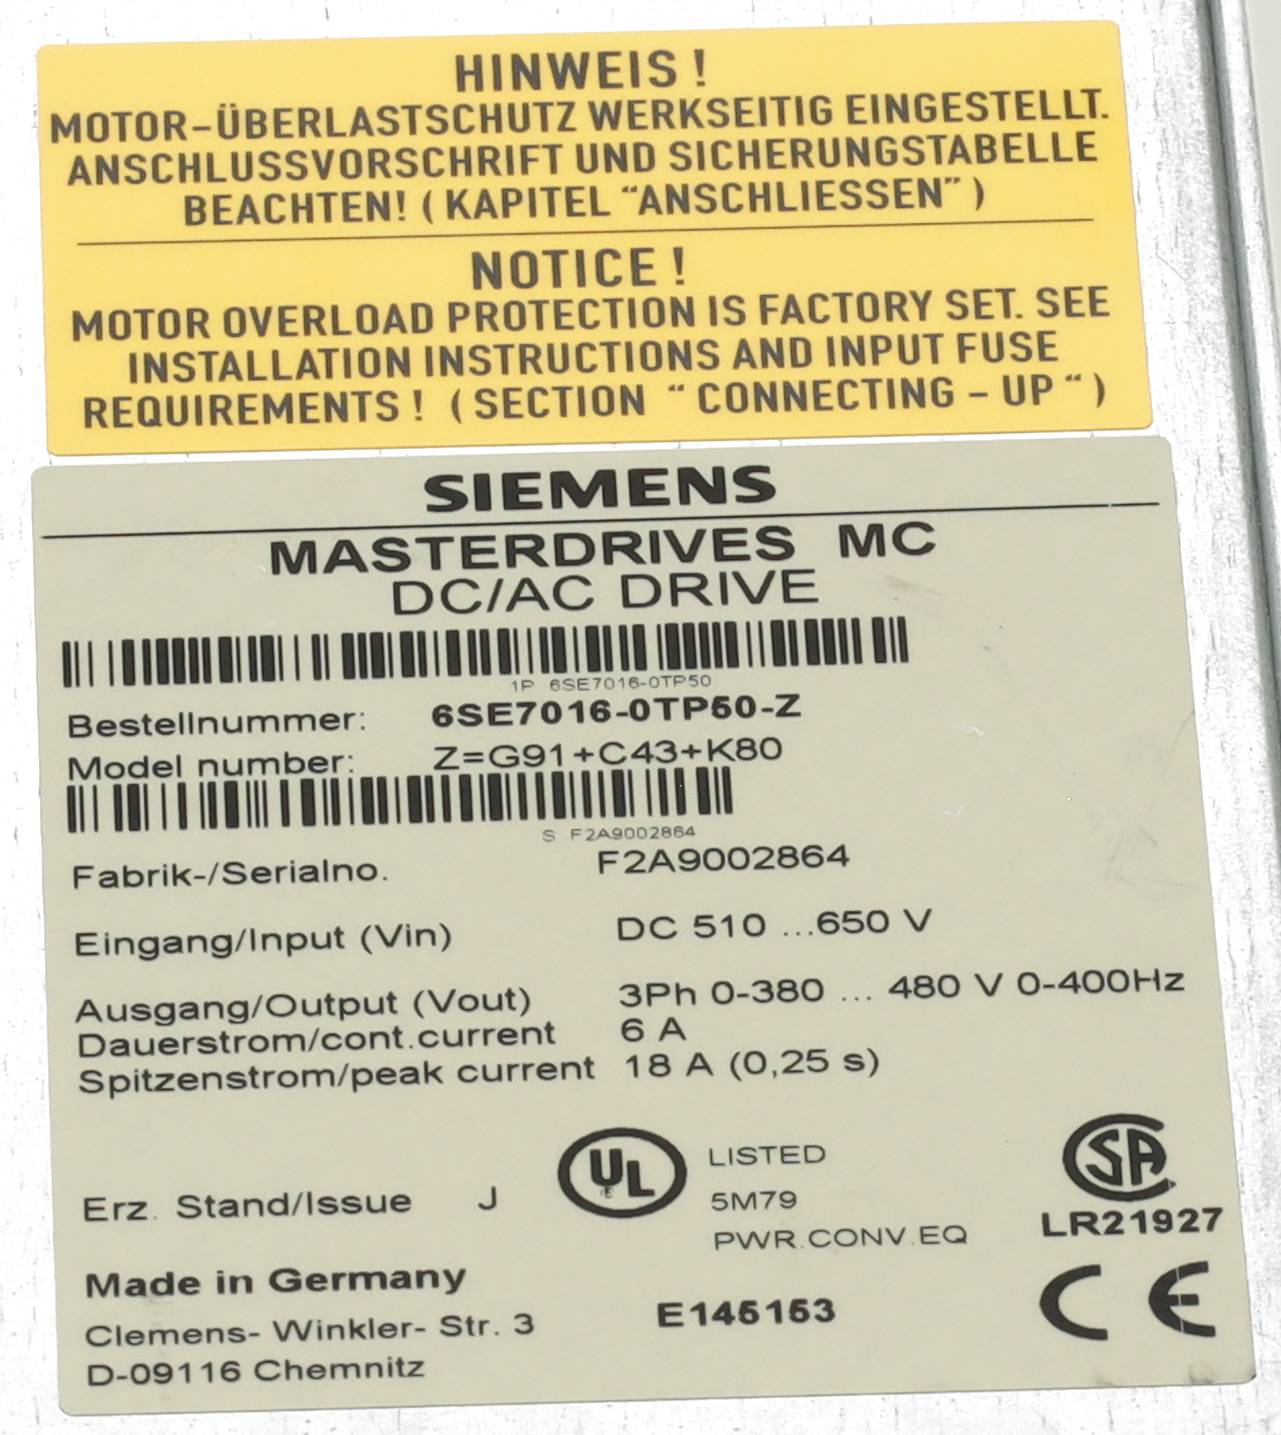 HINWEIS !
MOTOR-ÜBERLASTSCHUTZ WERKSEITIG EINGESTELLT.
ANSCHLUSSVORSCHRIFT UND SICHERUNGSTABELLE
BEACHTEN! ( KAPITEL "ANSCHLIESSEN" )
NOTICE !
MOTOR OVERLOAD PROTECTION IS FACTORY SET. SEE
INSTALLATION INSTRUCTIONS AND INPUT FUSE
REQUIREMENTS ! ( SECTION " CONNECTING - UP " )
SIEMENS
MASTERDRIVES MC
DC/AC DRIVE
1P 6SE7016-0TP50
Bestellnummer: 6SE7016-0TP50-Z
Model number: Z=G91+C43+K80
S F2A9002864
Fabrik-/Serialno. F2A9002864
Eingang/Input (Vin) DC 510 ...650 V
Ausgang/Output (Vout) 3Ph 0-380 ... 480 V 0-400Hz
Dauerstrom/cont.current 6 A
Spitzenstrom/peak current 18 A (0,25 s)
Erz. Stand/Issue J
UL
LISTED
5M79
PWR.CONV.EQ
SA
LR21927
Made in Germany
Clemens- Winkler- Str. 3
D-09116 Chemnitz
E145153
CE